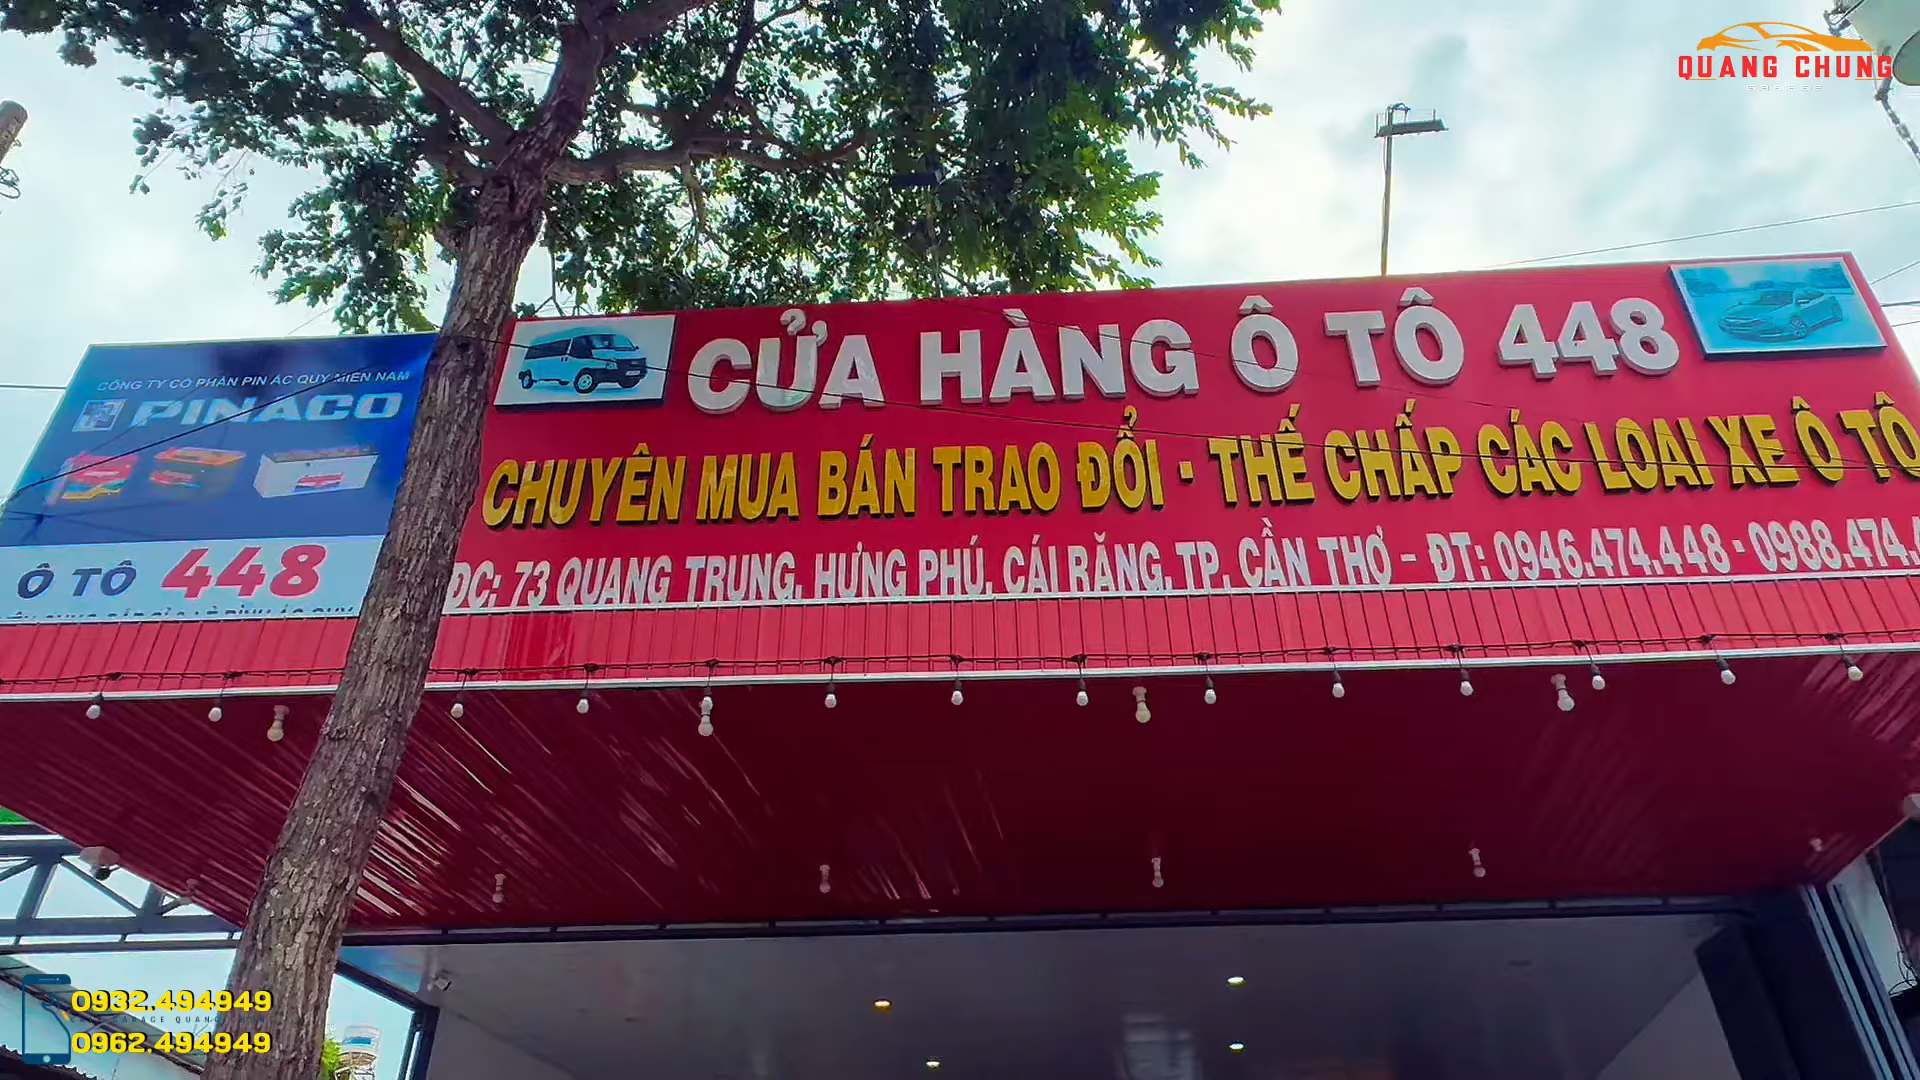 QUANG CHUNG
CÔNG TY CỔ PHẦN PIN ẮC QUY MIỀN NAM
PINACO
Ô TÔ 448
CỬA HÀNG Ô TÔ 448
CHUYÊN MUA BÁN TRAO ĐỔI - THẾ CHẤP CÁC LOẠI XE Ô TÔ
ĐC: 73 QUANG TRUNG, HƯNG PHÚ, CÁI RĂNG, TP. CẦN THƠ - ĐT: 0946.474.448 - 0988.474.
0932.494949
0962.494949